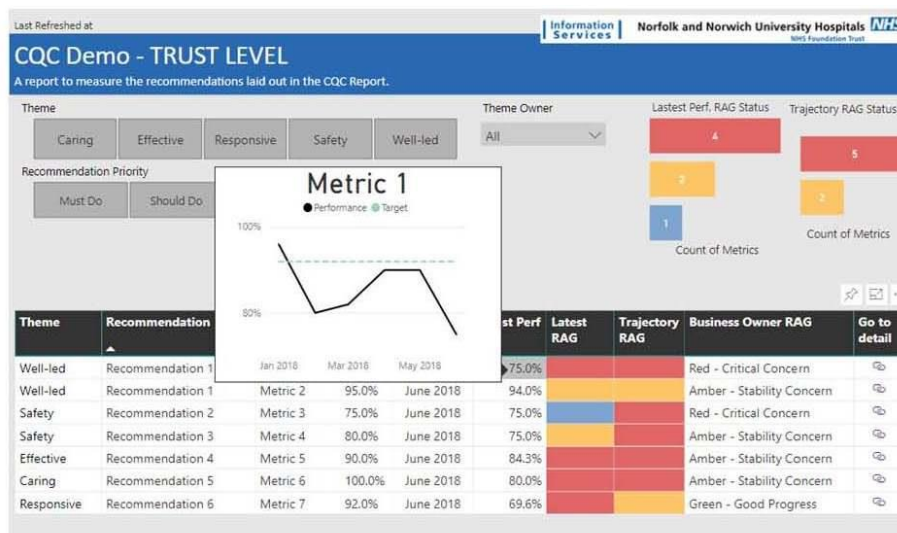 Last Refreshed at
Information Services
Norfolk and Norwich University Hospitals NHS
NHS Foundation Trust
CQC Demo - TRUST LEVEL
A report to measure the recommendations laid out in the CQC Report.
Theme
Caring Effective Responsive Safety Well-led
Theme Owner
All
Lastest Perf. RAG Status
4
2
1
Count of Metrics
Trajectory RAG Status
5
2
Count of Metrics
Recommendation Priority
Must Do Should Do
Metric 1
Performance Target
100%
80%
Jan 2018 Mar 2018 May 2018
Theme Recommendation st Perf Latest RAG Trajectory RAG Business Owner RAG Go to detail
Well-led Recommendation 1 75.0% Red - Critical Concern
Well-led Recommendation 1 Metric 2 95.0% June 2018 94.0% Amber - Stability Concern
Safety Recommendation 2 Metric 3 75.0% June 2018 75.0% Red - Critical Concern
Safety Recommendation 3 Metric 4 80.0% June 2018 75.0% Amber - Stability Concern
Effective Recommendation 4 Metric 5 90.0% June 2018 84.3% Amber - Stability Concern
Caring Recommendation 5 Metric 6 100.0% June 2018 80.0% Amber - Stability Concern
Responsive Recommendation 6 Metric 7 92.0% June 2018 69.6% Green - Good Progress